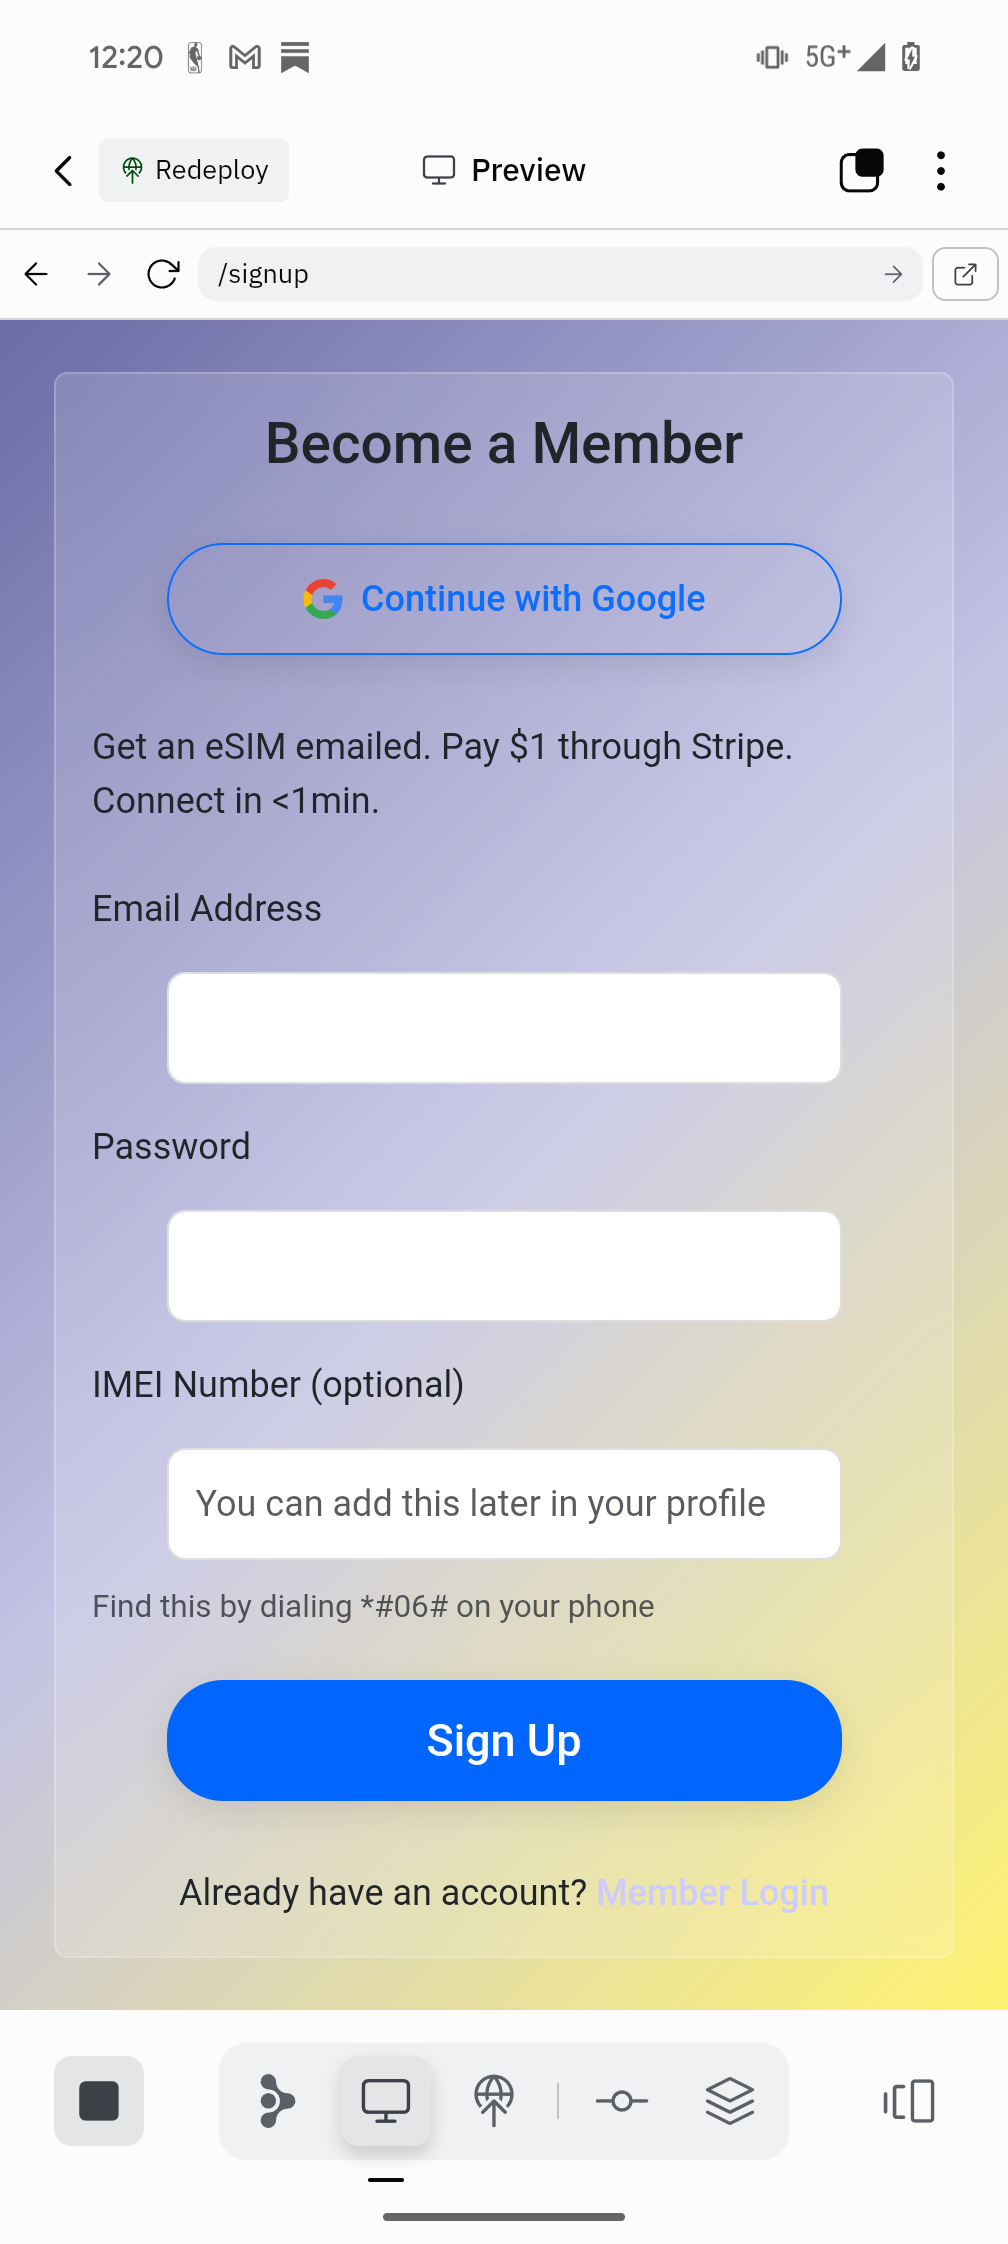 12:20
5G+
Redeploy
Preview
/signup
Become a Member
Continue with Google
Get an eSIM emailed. Pay $1 through Stripe.
Connect in <1min.
Email Address
Password
IMEI Number (optional)
You can add this later in your profile
Find this by dialing *#06# on your phone
Sign Up
Already have an account? Member Login